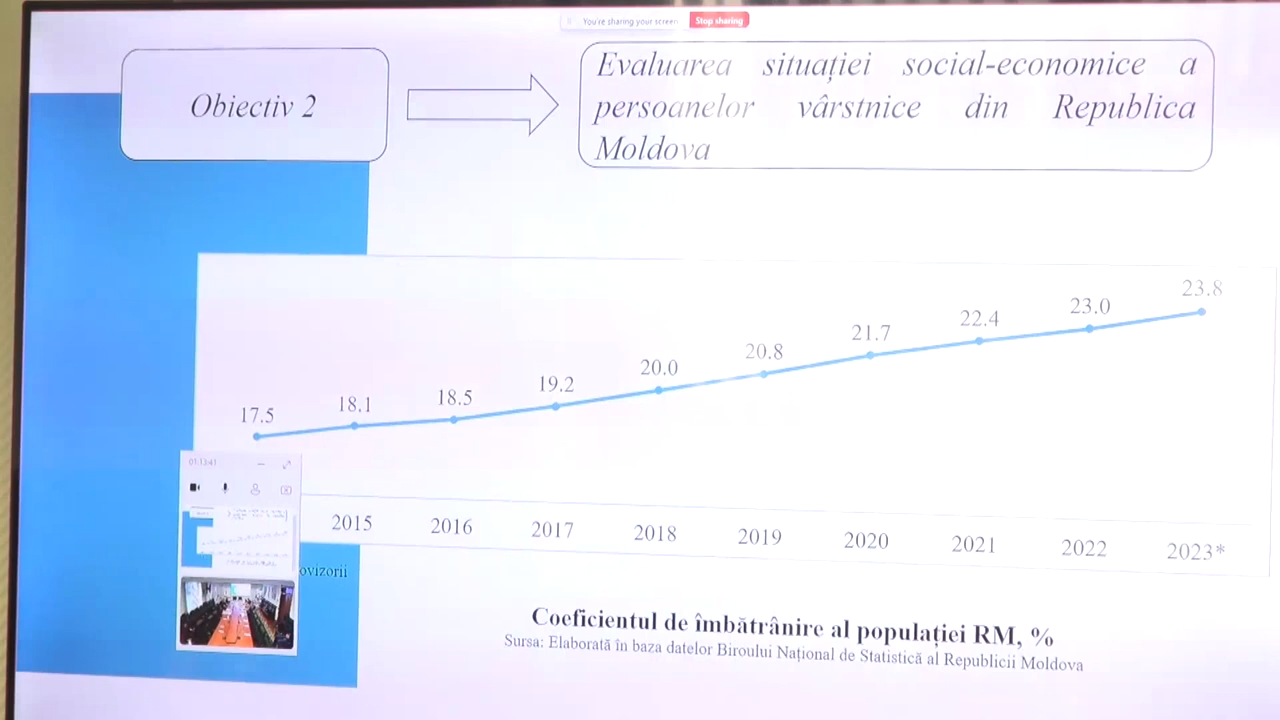 You're sharing your screen
Stop sharing
Obiectiv 2
Evaluarea situației social-economice a
persoanelor vârstnice din Republica
Moldova
17.5
18.1
18.5
19.2
20.0
20.8
21.7
22.4
23.0
23.8
01:13:41
2015
2016
2017
2018
2019
2020
2021
2022
2023*
ovizorii
Coeficientul de îmbătrânire al populației RM, %
Sursa: Elaborată în baza datelor Biroului Național de Statistică al Republicii Moldova